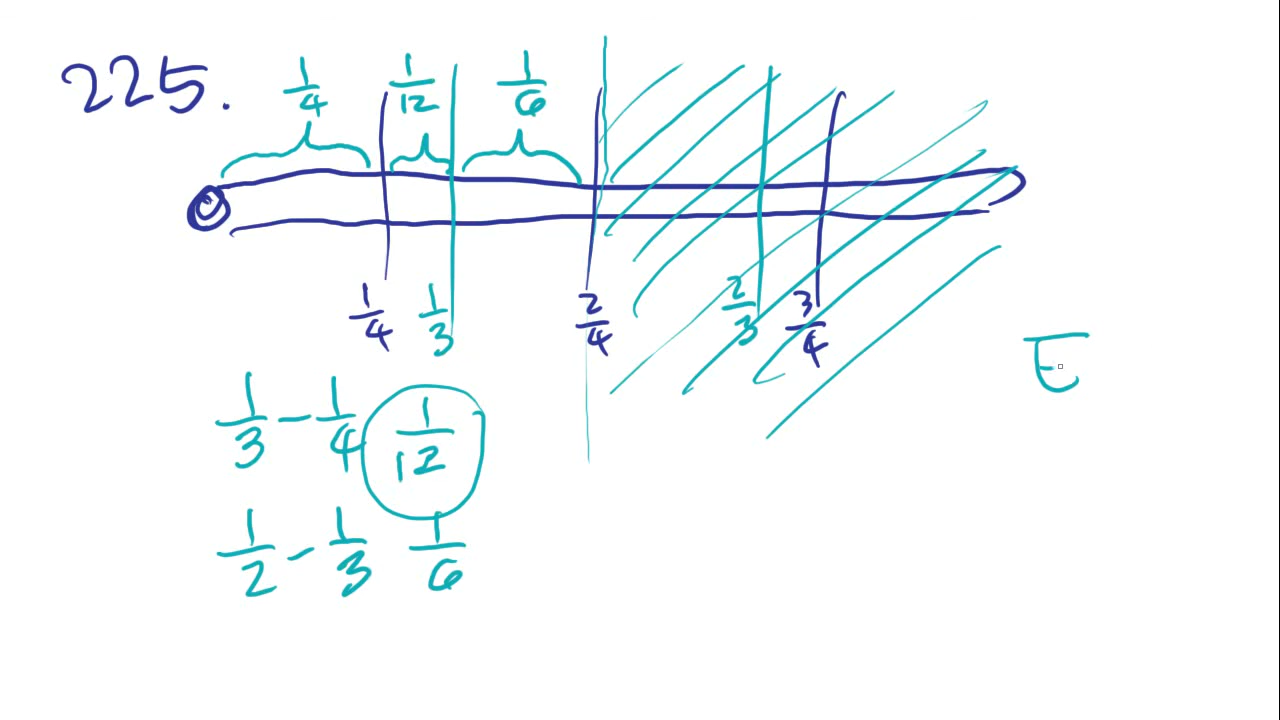 225. 1/4 1/12 1/6
1/4 1/3 2/4 2/3 3/4
E
1/3 - 1/4 1/12
1/2 - 1/3 1/6